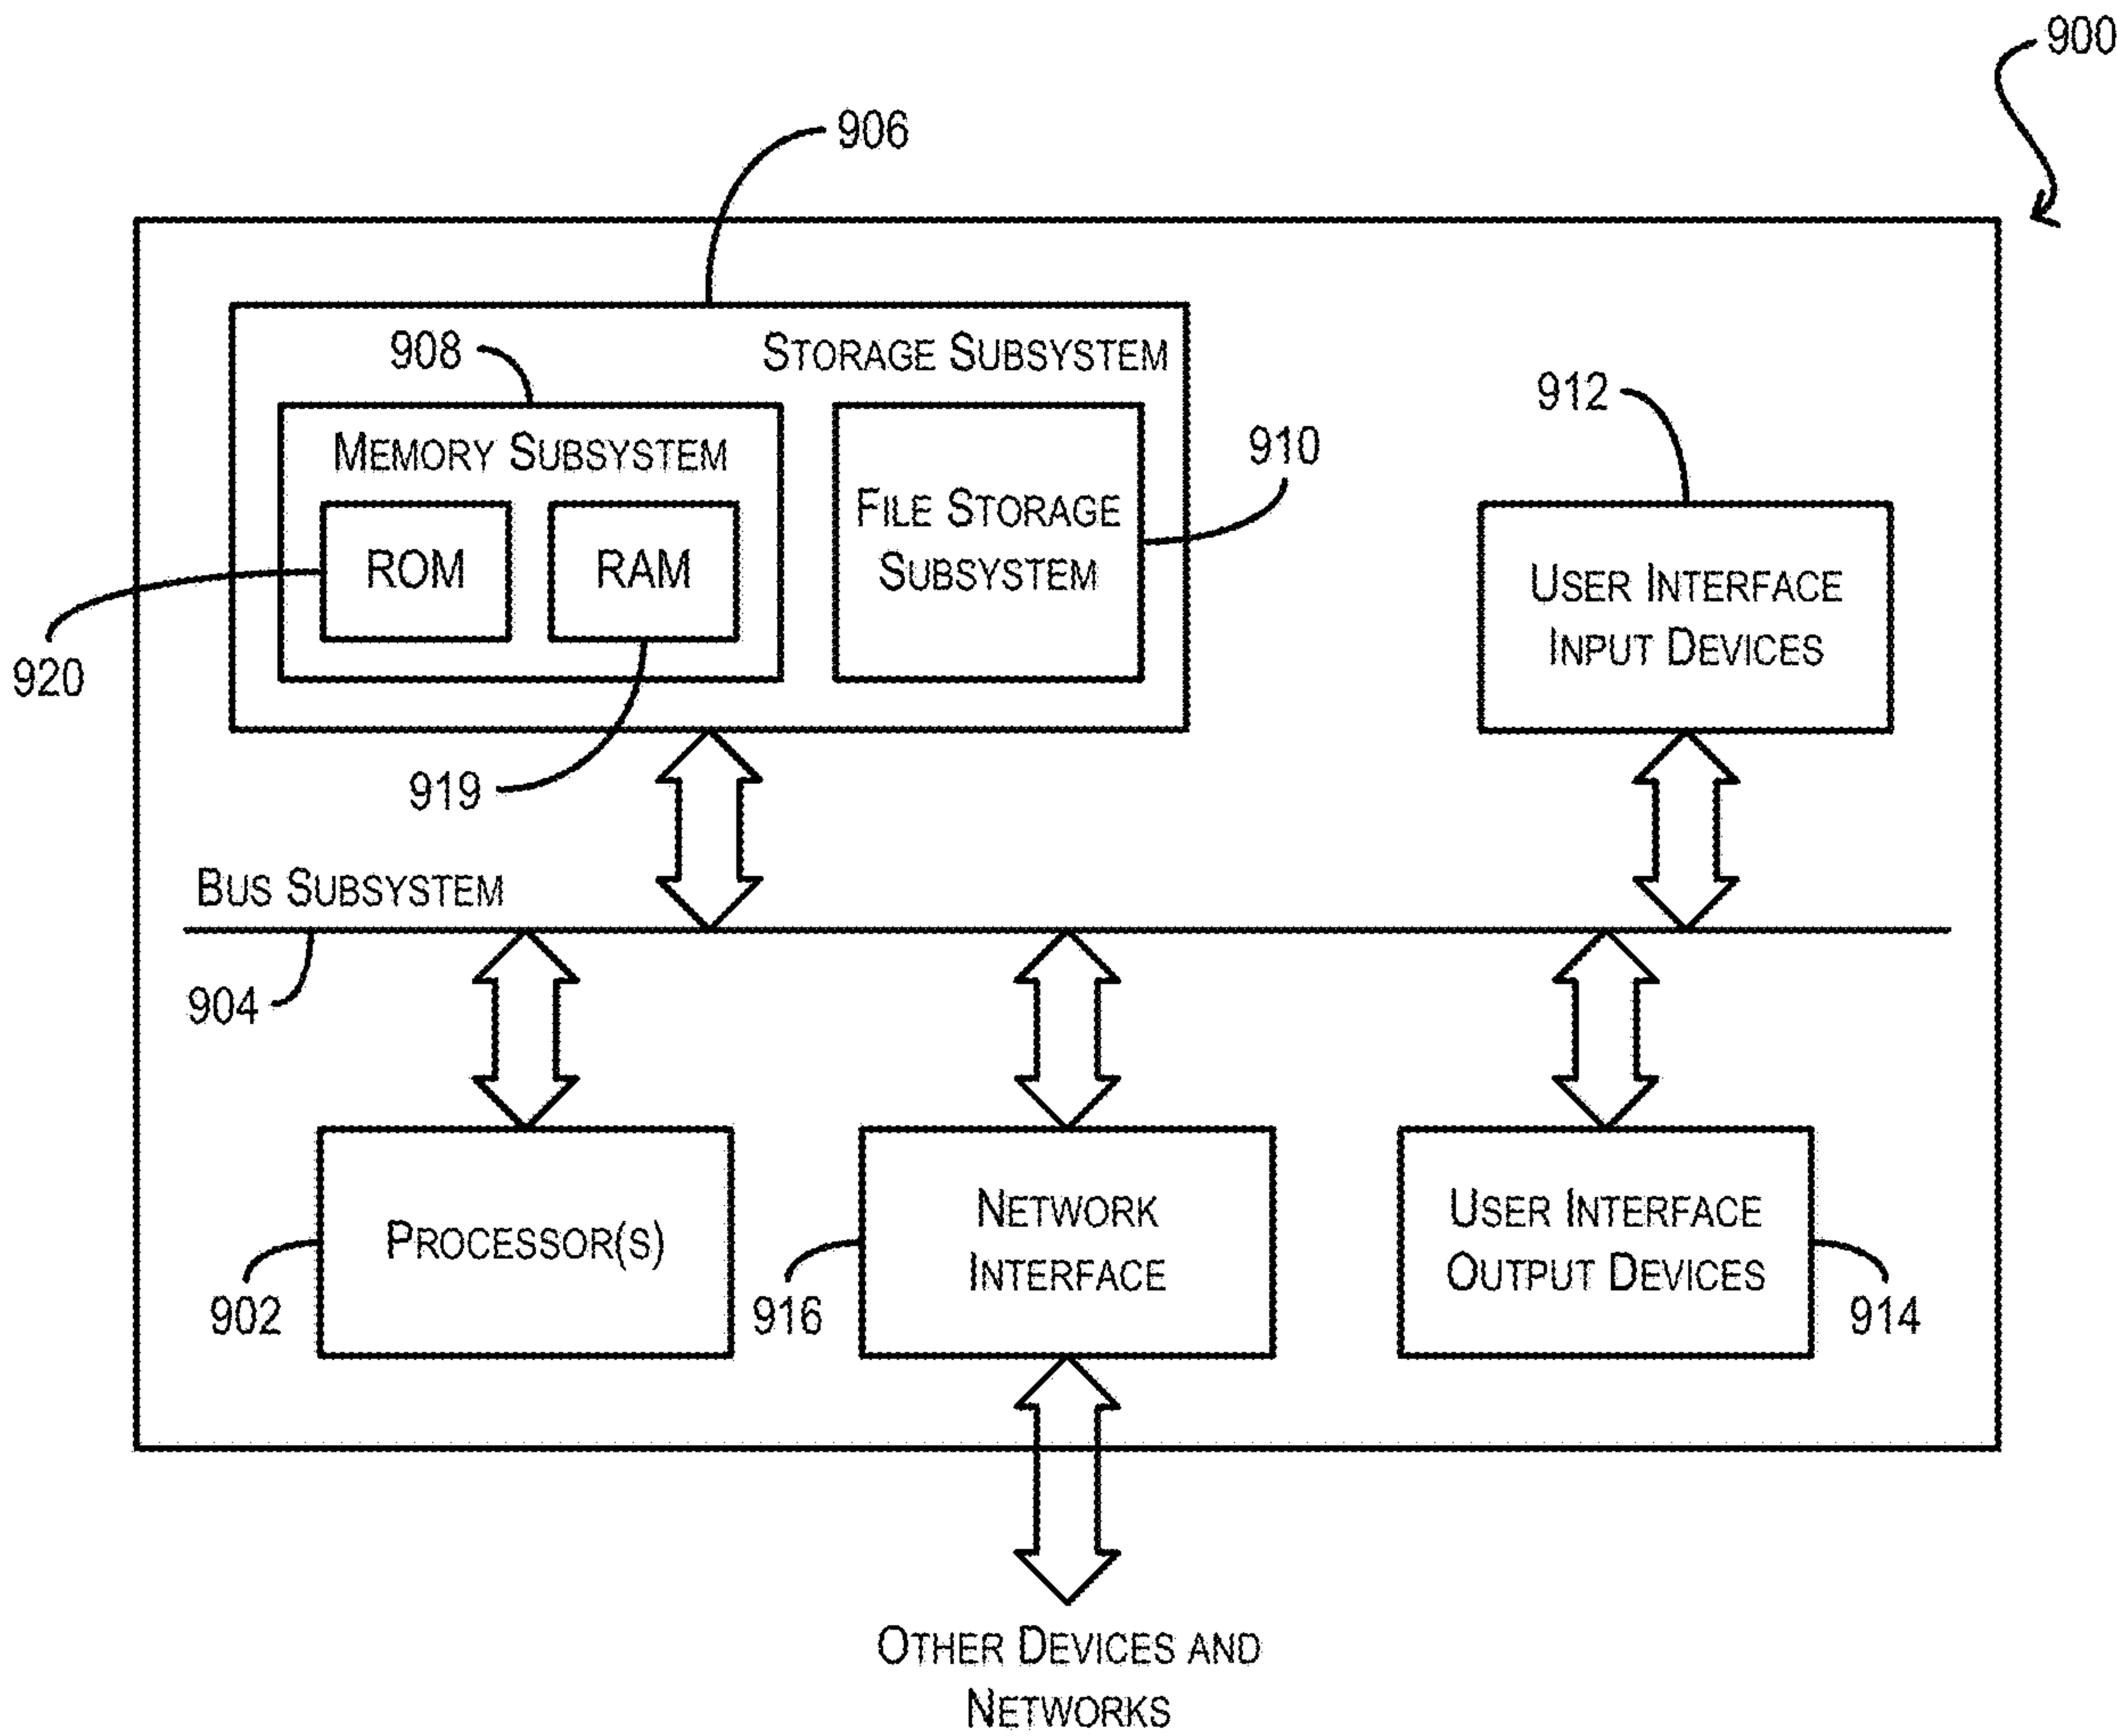 900
906
908
STORAGE SUBSYSTEM
912
MEMORY SUBSYSTEM
910
FILE STORAGE
SUBSYSTEM
ROM
RAM
USER INTERFACE
INPUT DEVICES
920
919
BUS SUBSYSTEM
904
PROCESSOR(S)
NETWORK
INTERFACE
USER INTERFACE
OUTPUT DEVICES
902
916
914
OTHER DEVICES AND
NETWORKS